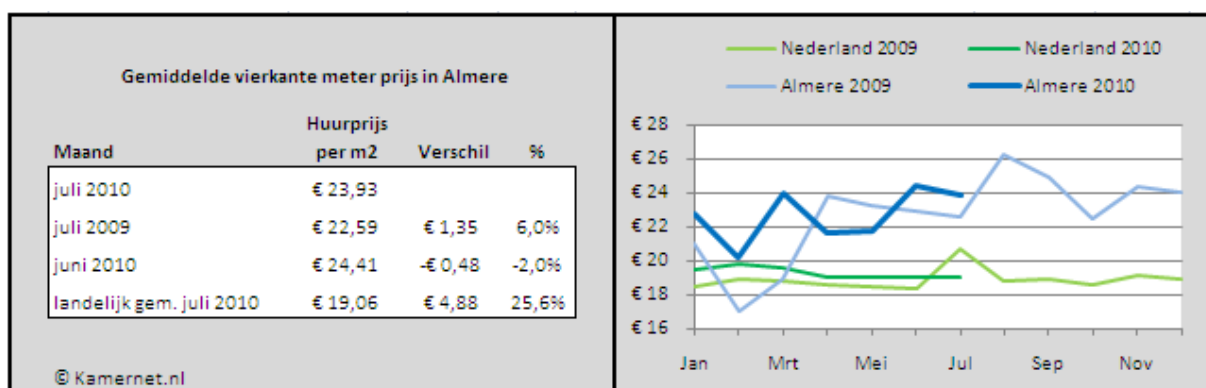 Gemiddelde vierkante meter prijs in Almere
Huurprijs
Maand per m2 Verschil %
juli 2010 € 23,93
juli 2009 € 22,59 € 1,35 6,0%
juni 2010 € 24,41 -€ 0,48 -2,0%
landelijk gem. juli 2010 € 19,06 € 4,88 25,6%
© Kamernet.nl
Nederland 2009 Nederland 2010
Almere 2009 Almere 2010
€ 28
€ 26
€ 24
€ 22
€ 20
€ 18
€ 16
Jan Mrt Mei Jul Sep Nov